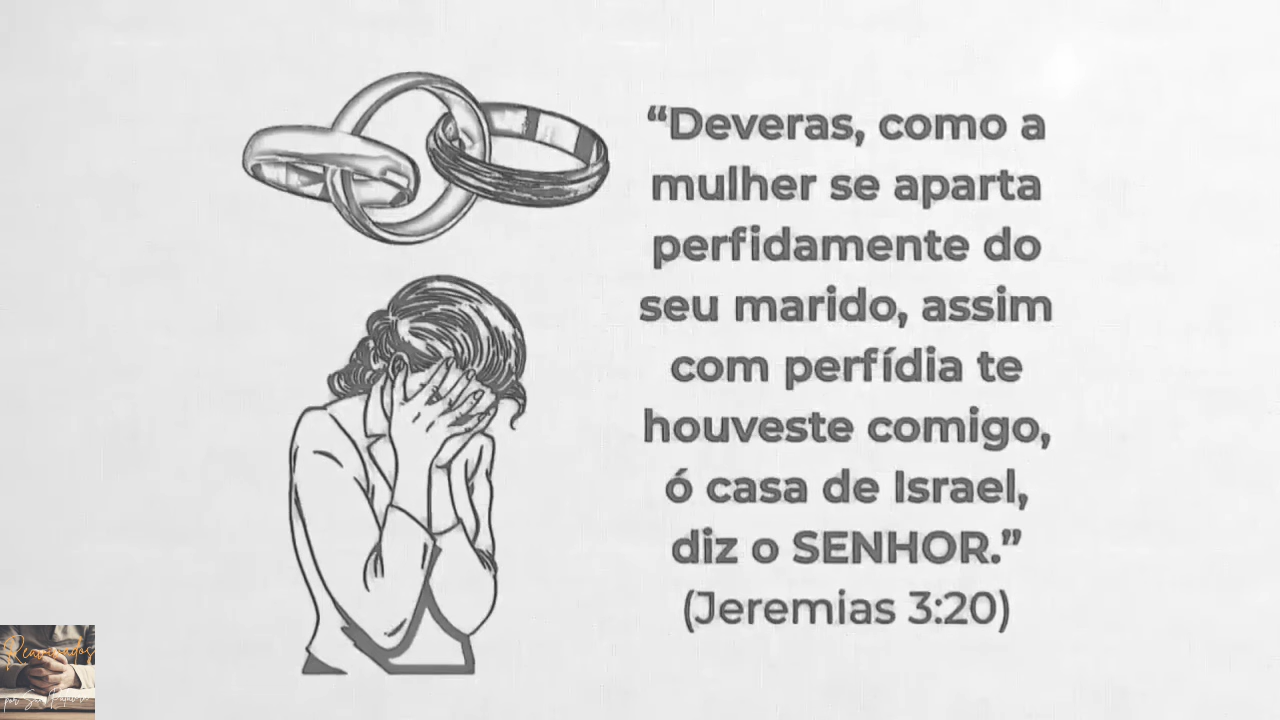 “Deveras, como a
mulher se aparta
perfidamente do
seu marido, assim
com perfídia te
houveste comigo,
ó casa de Israel,
diz o SENHOR.”
(Jeremias 3:20)
Reavivados